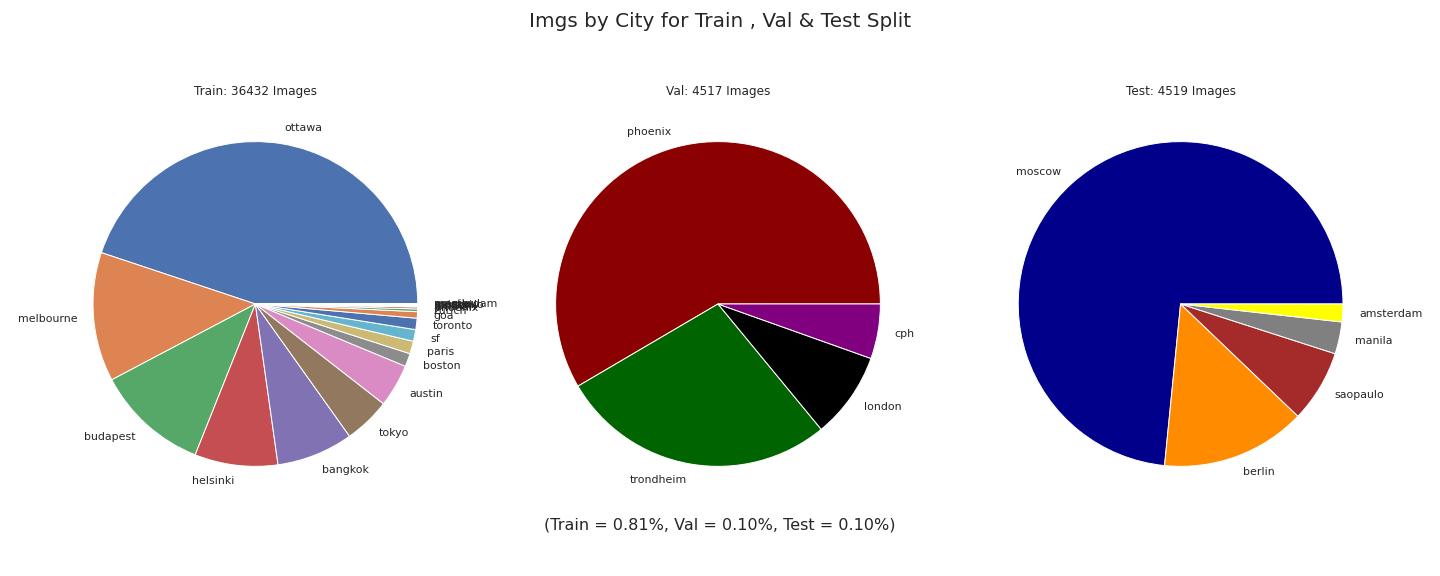 Imgs by City for Train , Val & Test Split
Train: 36432 Images
ottawa
melbourne
budapest
helsinki
bangkok
tokyo
austin
boston
paris
sf
toronto
goa
Val: 4517 Images
phoenix
trondheim
london
cph
Test: 4519 Images
moscow
berlin
saopaulo
manila
amsterdam
(Train = 0.81%, Val = 0.10%, Test = 0.10%)